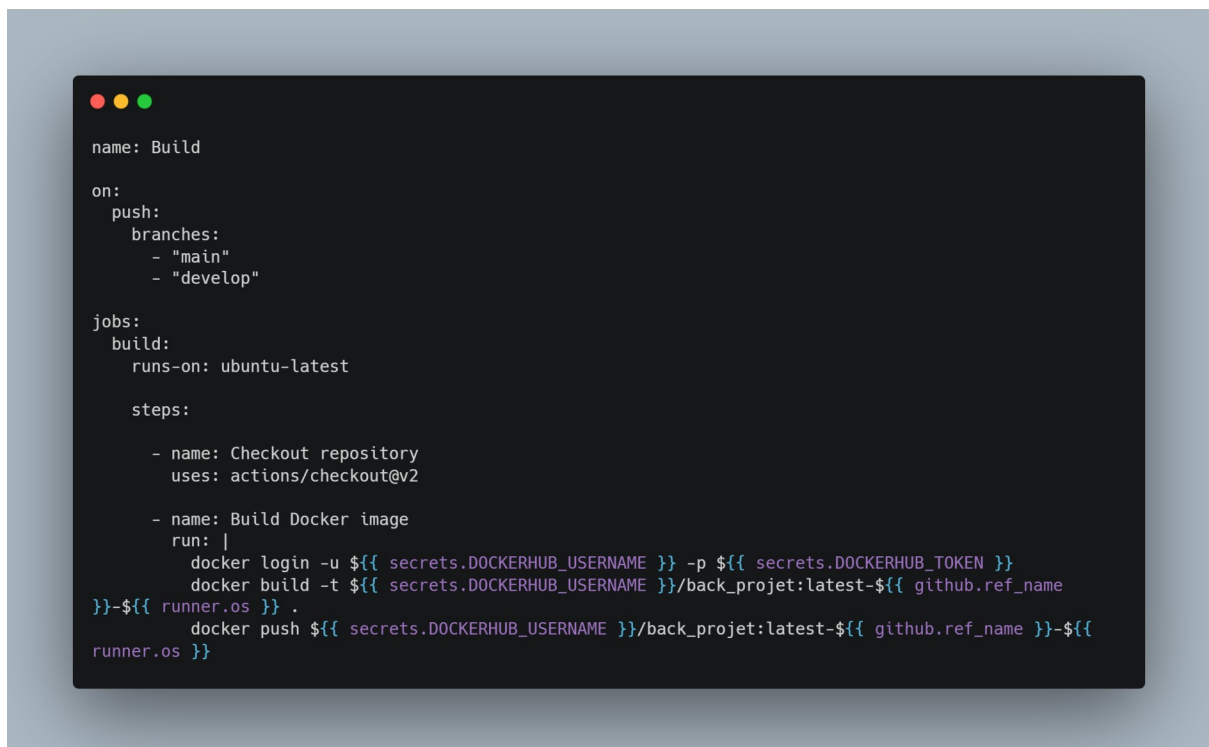 name: Build
on:
  push:
    branches:
      - "main"
      - "develop"
jobs:
  build:
    runs-on: ubuntu-latest
    steps:
      - name: Checkout repository
        uses: actions/checkout@v2
      - name: Build Docker image
        run: |
          docker login -u ${{ secrets.DOCKERHUB_USERNAME }} -p ${{ secrets.DOCKERHUB_TOKEN }}
          docker build -t ${{ secrets.DOCKERHUB_USERNAME }}/back_projet:latest-${{ github.ref_name
}}-${{ runner.os }} .
          docker push ${{ secrets.DOCKERHUB_USERNAME }}/back_projet:latest-${{ github.ref_name }}-${{
runner.os }}